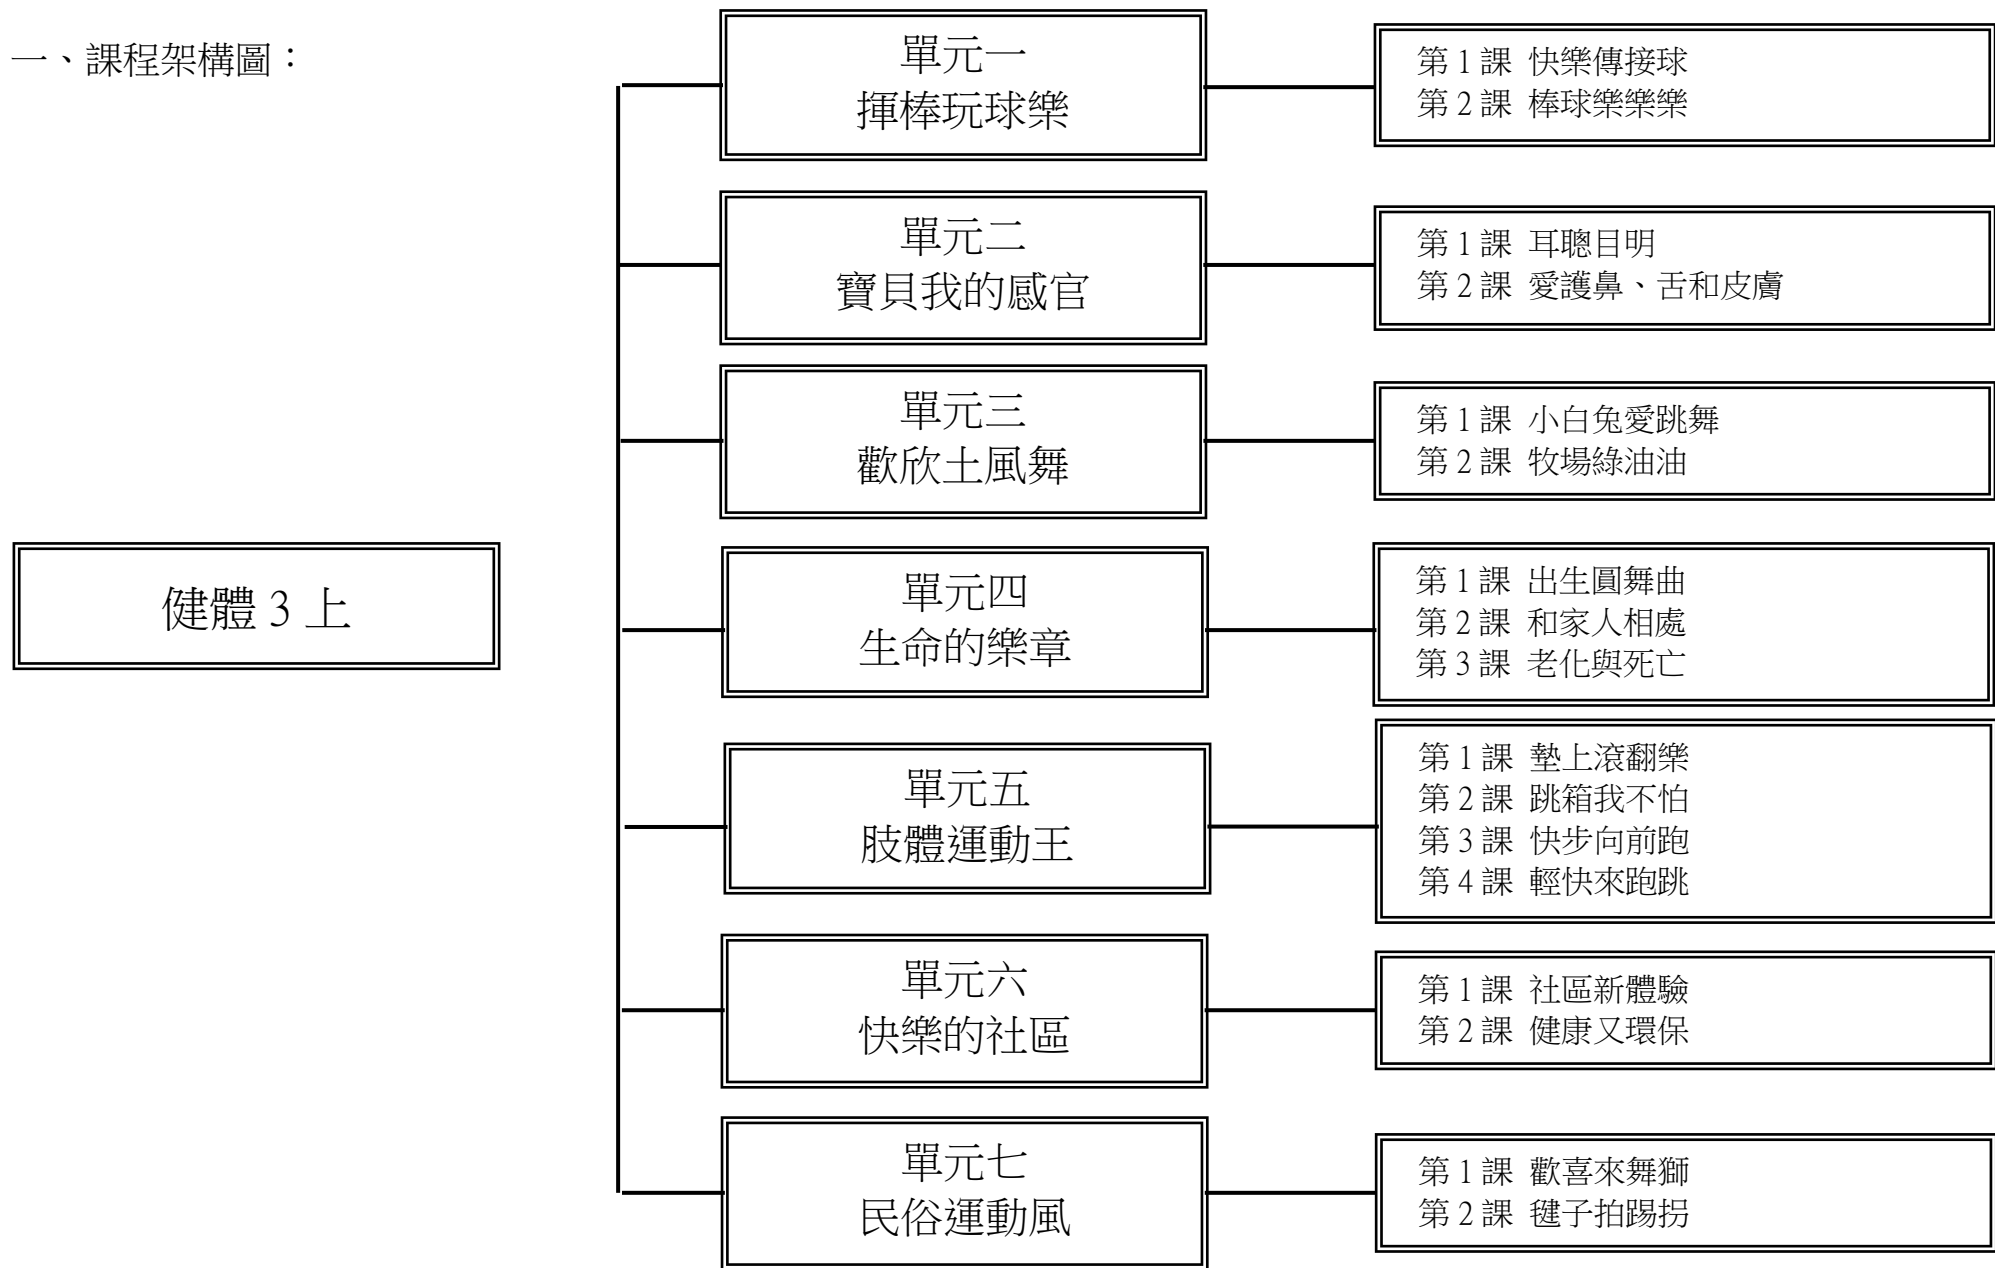 一、課程架構圖：
健體3上
單元一
揮棒玩球樂
第1課 快樂傳接球
第2課 棒球樂樂樂
單元二
寶貝我的感官
第1課 耳聰目明
第2課 愛護鼻、舌和皮膚
單元三
歡欣土風舞
第1課 小白兔愛跳舞
第2課 牧場綠油油
單元四
生命的樂章
第1課 出生圓舞曲
第2課 和家人相處
第3課 老化與死亡
單元五
肢體運動王
第1課 墊上滾翻樂
第2課 跳箱我不怕
第3課 快步向前跑
第4課 輕快來跑跳
單元六
快樂的社區
第1課 社區新體驗
第2課 健康又環保
單元七
民俗運動風
第1課 歡喜來舞獅
第2課 毽子拍踢拐